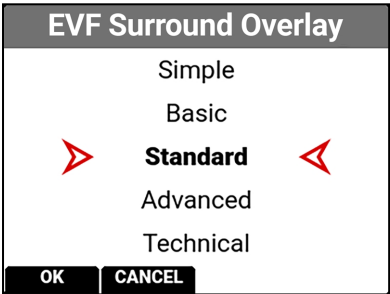 EVF Surround Overlay
Simple
Basic
Standard
Advanced
Technical
OK CANCEL